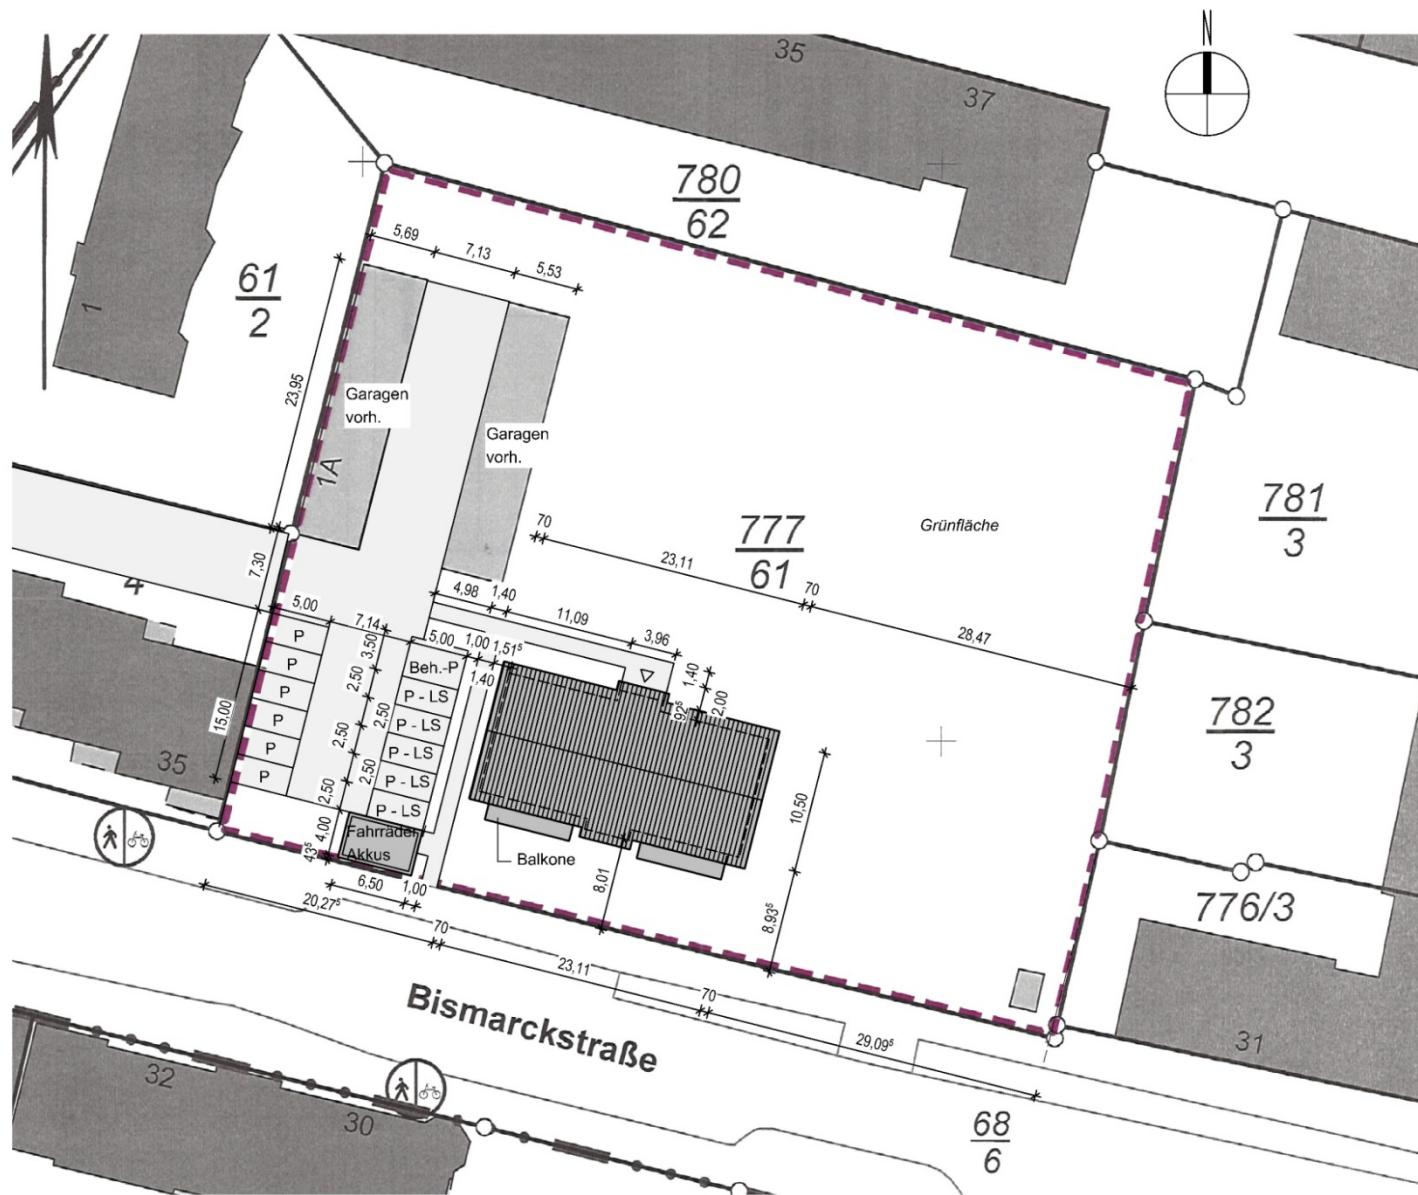 N
35
37
780
62
5,69
7,13
5,53
61
2
1
23,95
Garagen
vorh.
Garagen
vorh.
1A
781
3
70
777
61
Grünfläche
23,11
70
28,47
7,30
4
5,00
4,98
1,40
11,09
3,96
7,14
5,00
1,00
1,51⁵
3,50
1,40
1,40
2,00
92⁵
P
P
P
P
P
P
Beh.-P
P - LS
P - LS
P - LS
P - LS
P - LS
2,50
2,50
2,50
2,50
2,50
15,00
782
3
35
10,50
4,00
43⁵
Fahrräder
Akkus
Balkone
8,01
8,93⁵
6,50
1,00
20,27⁵
70
23,11
70
29,09⁵
776/3
31
Bismarckstraße
32
30
68
6